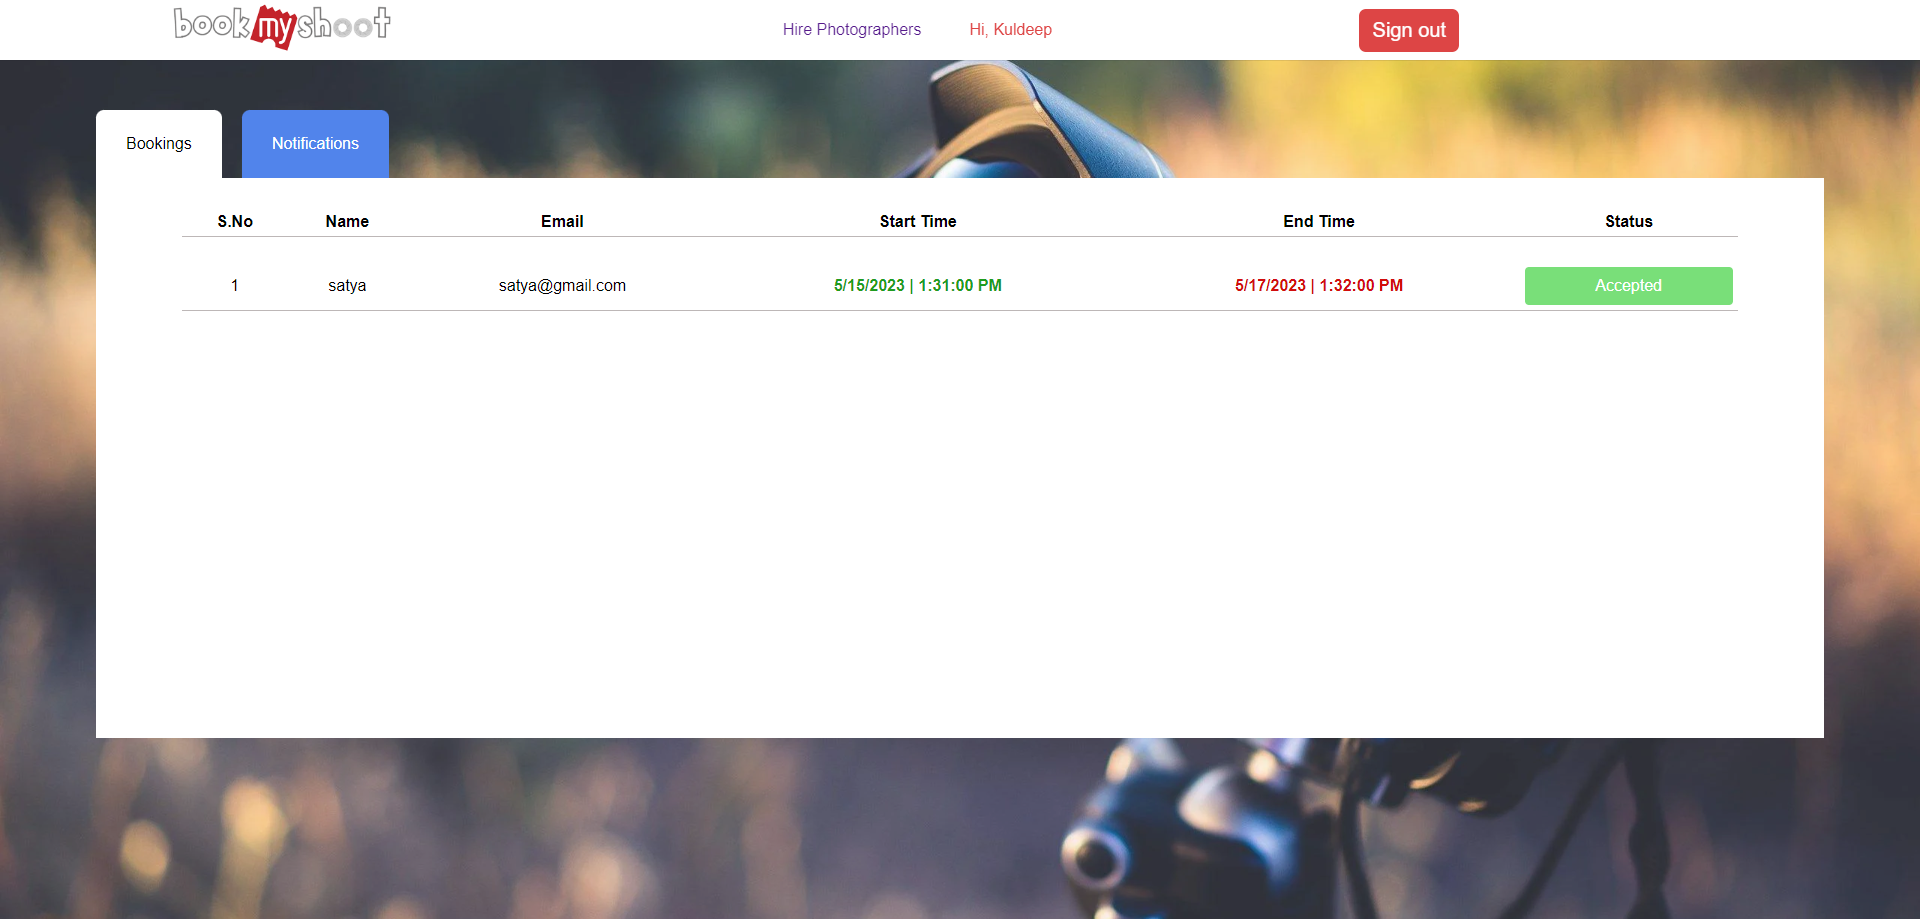 bookmyshoot
Hire Photographers
Hi, Kuldeep
Sign out
Bookings
Notifications
S.No Name Email Start Time End Time Status
1 satya satya@gmail.com 5/15/2023 | 1:31:00 PM 5/17/2023 | 1:32:00 PM Accepted